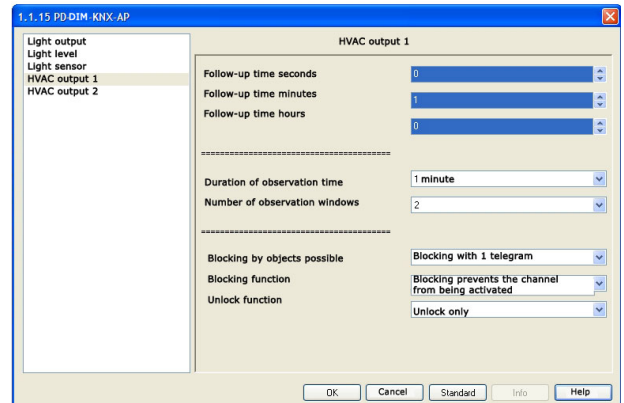 1.1.15 PD-DIM-KNX-AP
Light output
Light level
Light sensor
HVAC output 1
HVAC output 2
HVAC output 1
Follow-up time seconds
0
Follow-up time minutes
1
Follow-up time hours
0
========================================
Duration of observation time
1 minute
Number of observation windows
2
========================================
Blocking by objects possible
Blocking with 1 telegram
Blocking function
Blocking prevents the channel
from being activated
Unlock function
Unlock only
OK
Cancel
Standard
Info
Help